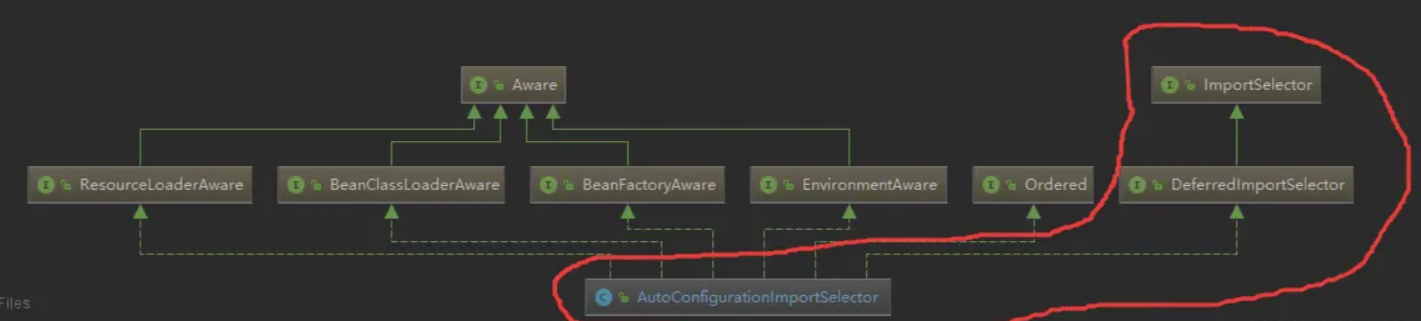 Aware
ImportSelector
ResourceLoaderAware
BeanClassLoaderAware
BeanFactoryAware
EnvironmentAware
Ordered
DeferredImportSelector
AutoConfigurationImportSelector
Files